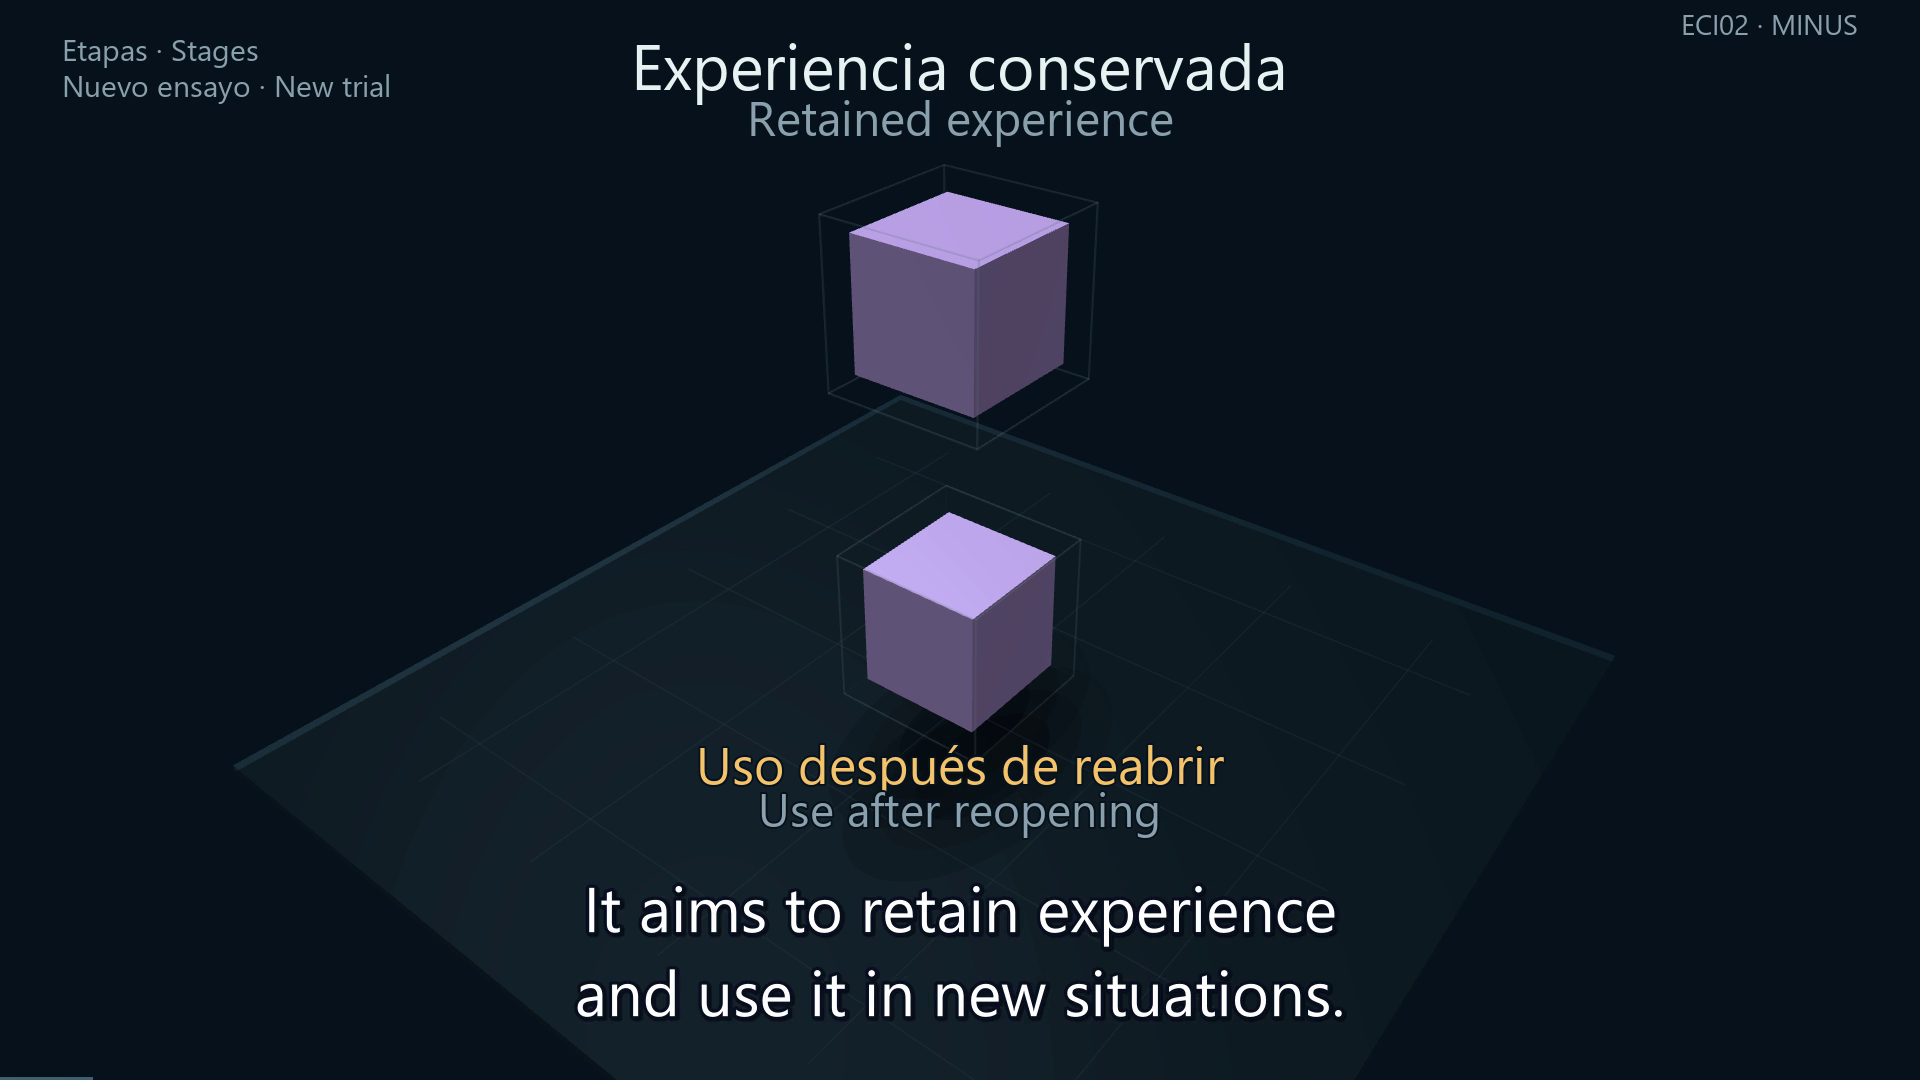 Etapas · Stages
Nuevo ensayo · New trial
ECI02 · MINUS
Experiencia conservada
Retained experience
Uso después de reabrir
Use after reopening
It aims to retain experience
and use it in new situations.